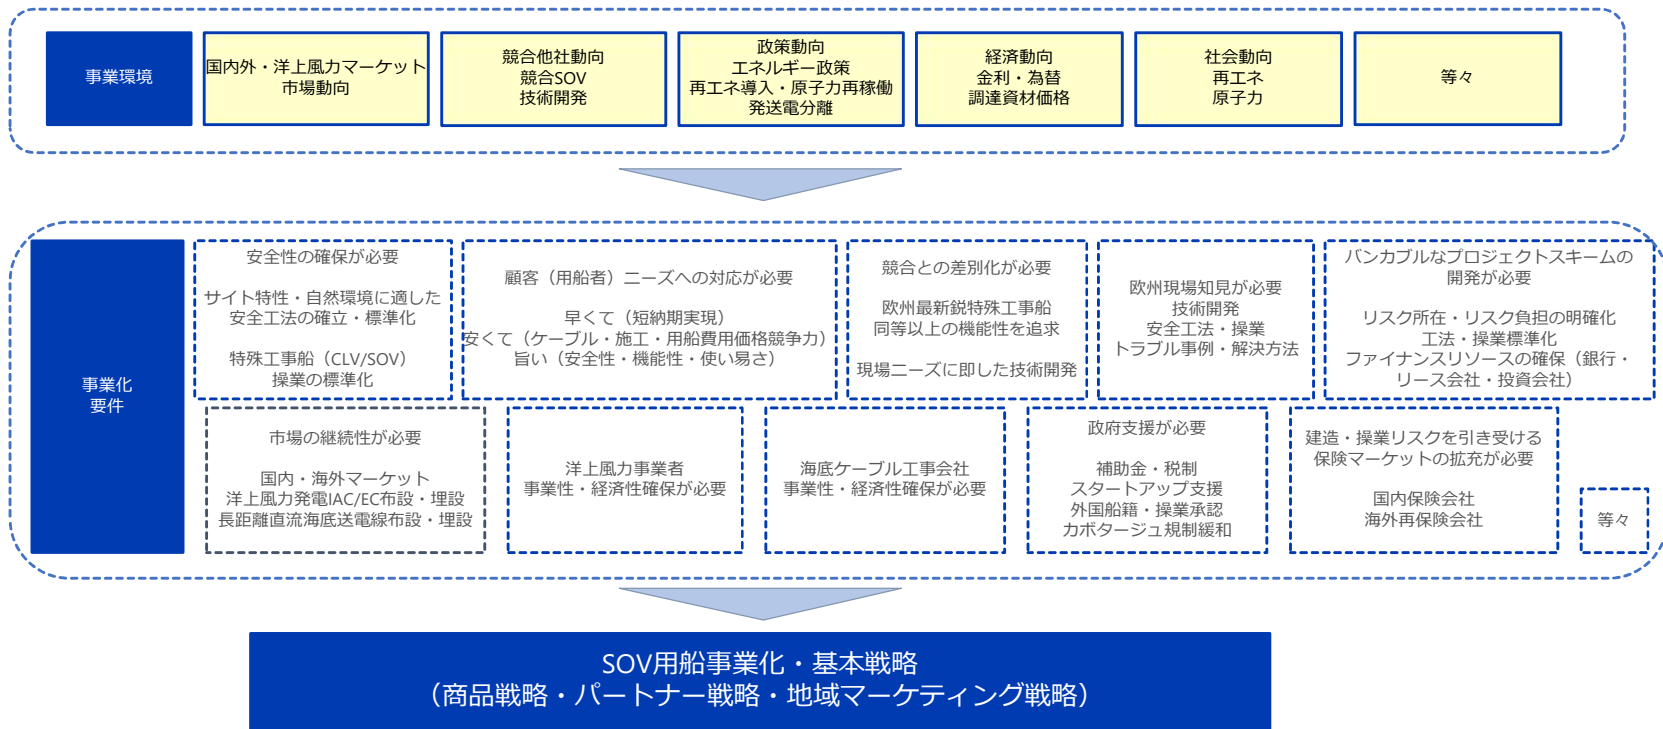 事業環境
国内外・洋上風力マーケット
市場動向
競合他社動向
競合SOV
技術開発
政策動向
エネルギー政策
再エネ導入・原子力再稼働
発送電分離
経済動向
金利・為替
調達資材価格
社会動向
再エネ
原子力
等々
事業化
要件
安全性の確保が必要
サイト特性・自然環境に適した
安全工法の確立・標準化
特殊工事船（CLV/SOV）
操業の標準化
顧客（用船者）ニーズへの対応が必要
早くて（短納期実現）
安くて（ケーブル・施工・用船費用価格競争力）
旨い（安全性・機能性・使い易さ）
競合との差別化が必要
欧州最新鋭特殊工事船
同等以上の機能性を追求
現場ニーズに即した技術開発
欧州現場知見が必要
技術開発
安全工法・操業
トラブル事例・解決方法
バンカブルなプロジェクトスキームの
開発が必要
リスク所在・リスク負担の明確化
工法・操業標準化
ファイナンスリソースの確保（銀行・
リース会社・投資会社）
市場の継続性が必要
国内・海外マーケット
洋上風力発電IAC/EC布設・埋設
長距離直流海底送電線布設・埋設
洋上風力事業者
事業性・経済性確保が必要
海底ケーブル工事会社
事業性・経済性確保が必要
政府支援が必要
補助金・税制
スタートアップ支援
外国船籍・操業承認
カボタージュ規制緩和
建造・操業リスクを引き受ける
保険マーケットの拡充が必要
国内保険会社
海外再保険会社
等々
SOV用船事業化・基本戦略
（商品戦略・パートナー戦略・地域マーケティング戦略）